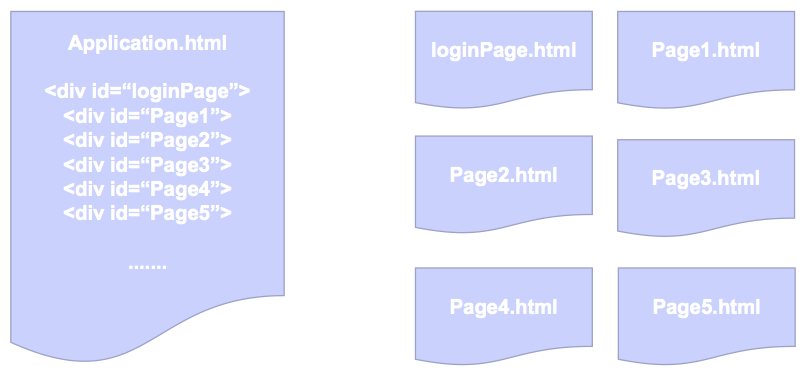 Application.html
<div id=“loginPage”>
<div id=“Page1”>
<div id=“Page2”>
<div id=“Page3”>
<div id=“Page4”>
<div id=“Page5”>
.......
loginPage.html
Page1.html
Page2.html
Page3.html
Page4.html
Page5.html